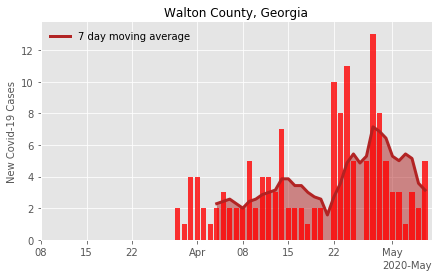 Walton County, Georgia
7 day moving average
New Covid-19 Cases
12
10
8
6
4
2
0
08 15 22 Apr 08 15 22 May
2020-May